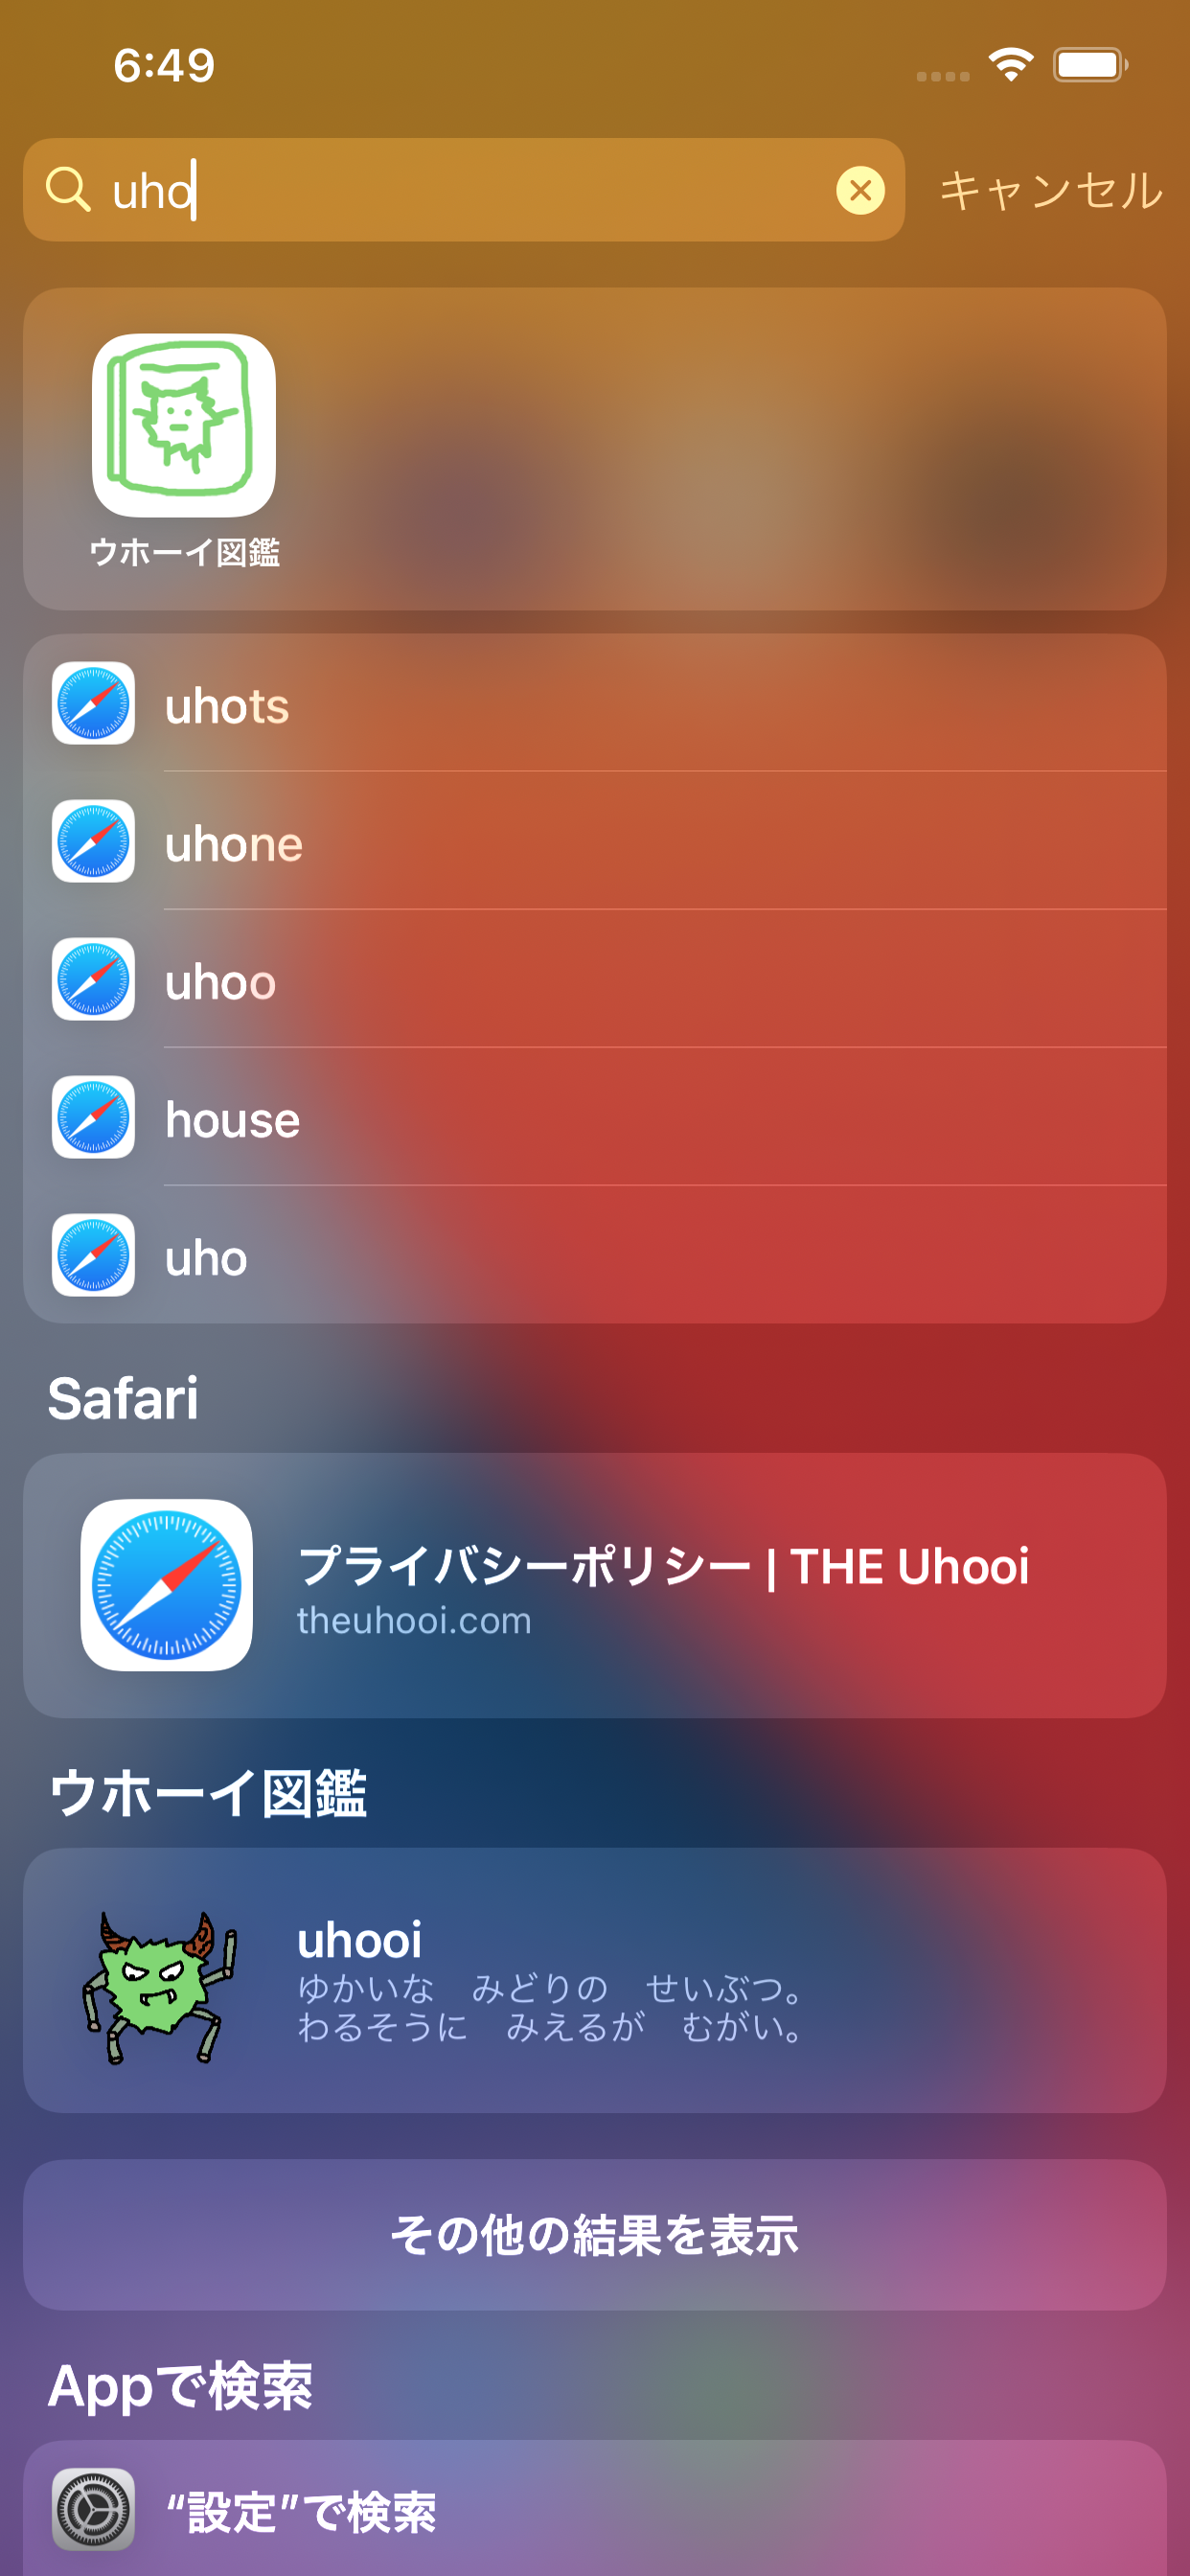 6:49
uho
キャンセル
ウホーイ図鑑
uhots
uhone
uhoo
house
uho
Safari
プライバシーポリシー | THE Uhooi
theuhooi.com
ウホーイ図鑑
uhooi
ゆかいな　みどりの　せいぶつ。
わるそうに　みえるが　むがい。
その他の結果を表示
Appで検索
“設定”で検索